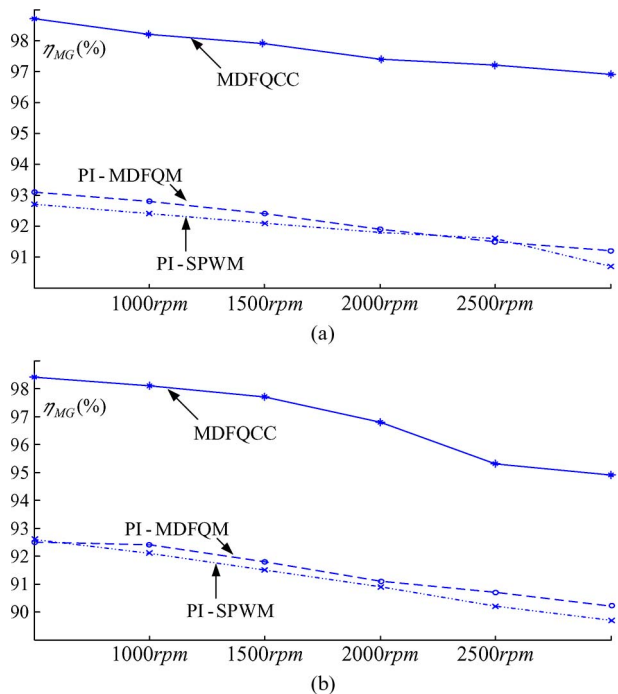 98
η_MG(%)
97
MDFQCC
96
95
94
PI-MDFQM
93
92
PI-SPWM
91
1000rpm 1500rpm 2000rpm 2500rpm
(a)
98
η_MG(%)
97
MDFQCC
96
95
94
93
PI-MDFQM
92
91
PI-SPWM
90
1000rpm 1500rpm 2000rpm 2500rpm
(b)